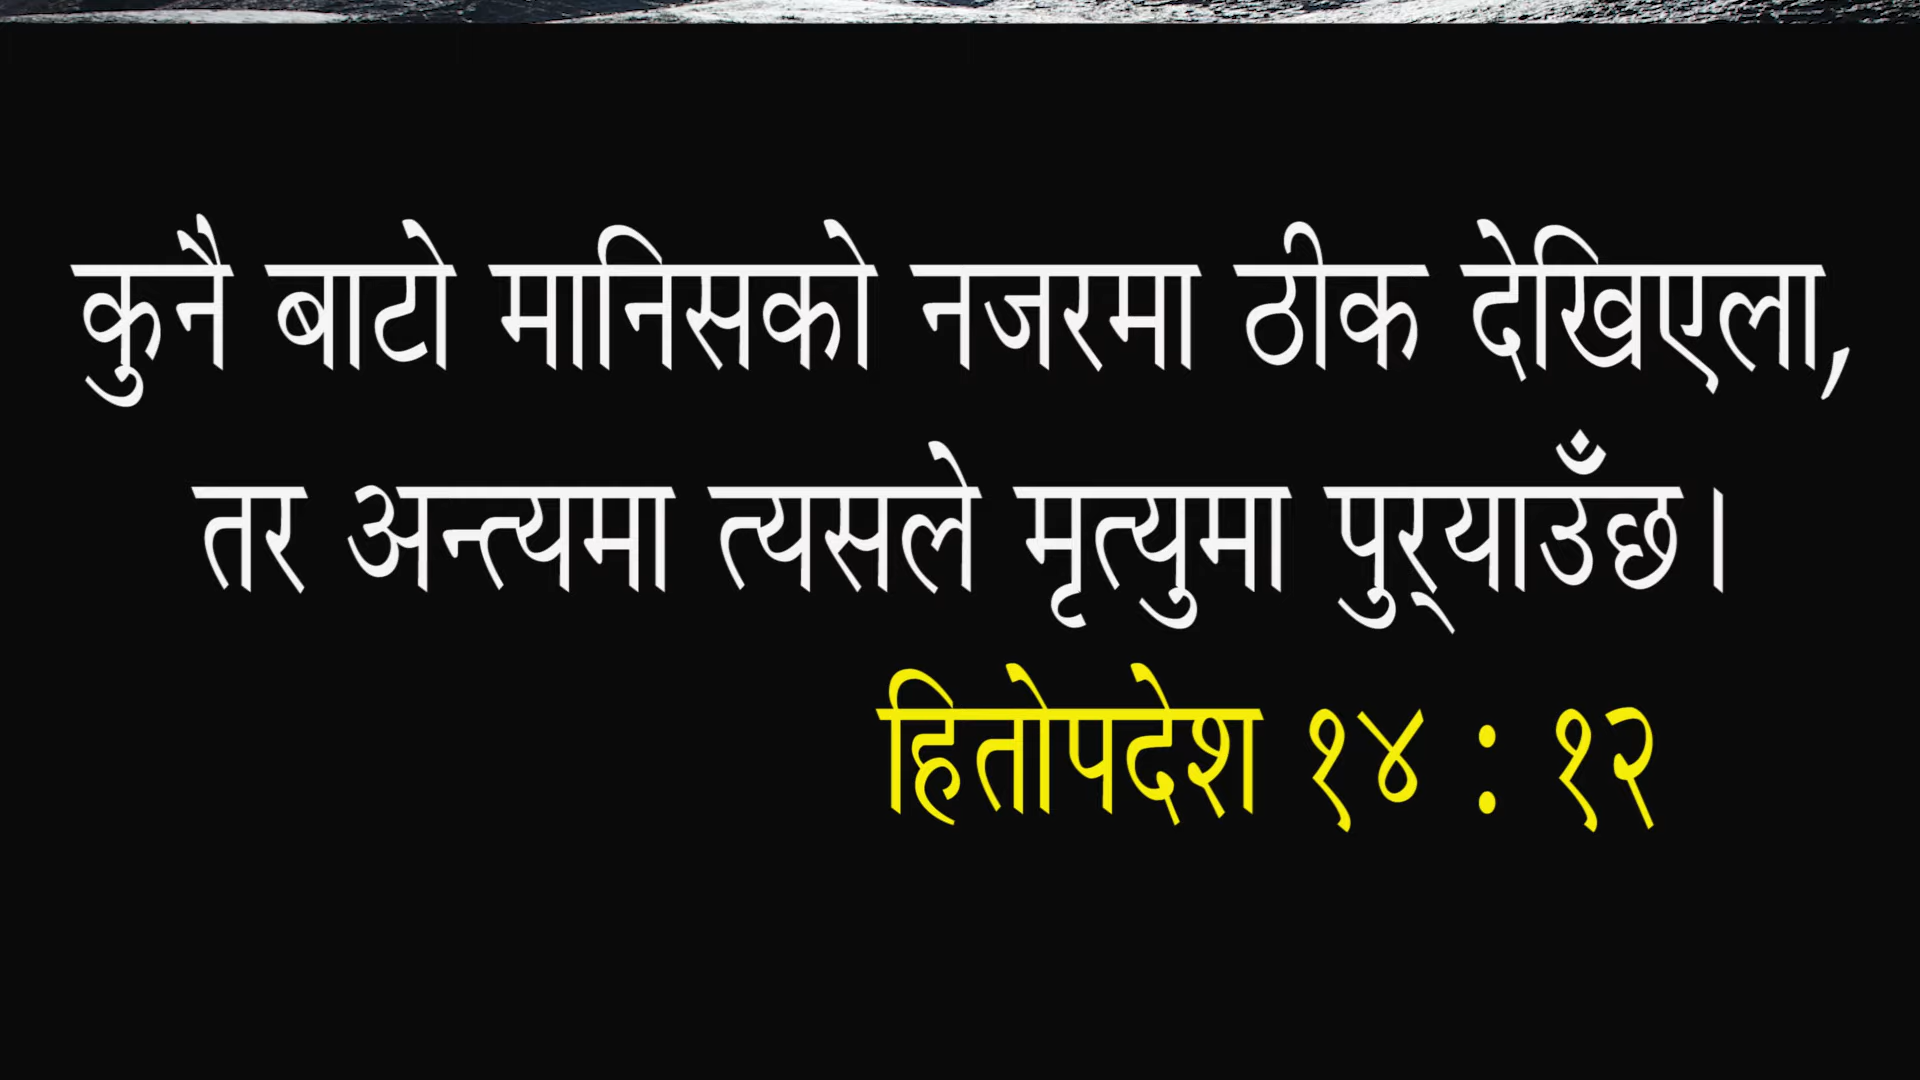 कुनै बाटो मानिसको नजरमा ठीक देखिएला,
तर अन्त्यमा त्यसले मृत्युमा पुर्‍याउँछ।
हितोपदेश १४ : १२